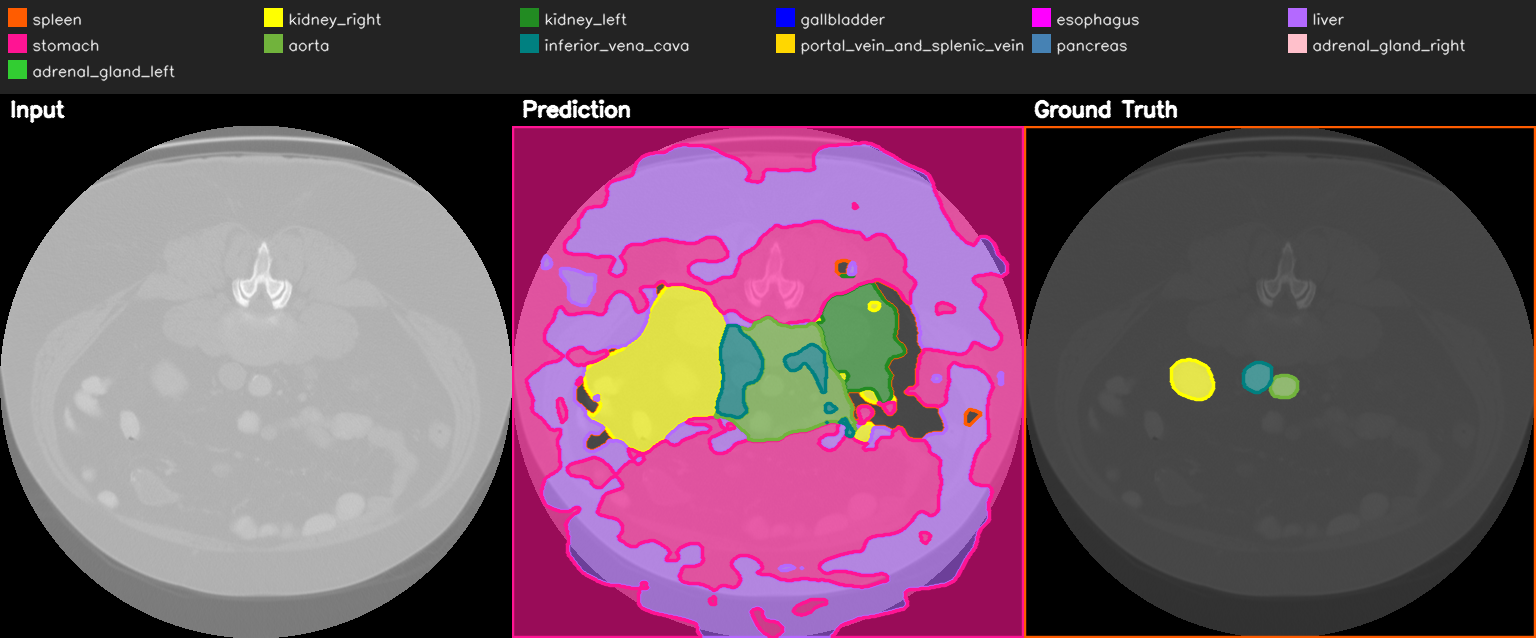 spleen kidney_right kidney_left gallbladder esophagus liver
stomach aorta inferior_vena_cava portal_vein_and_splenic_vein pancreas adrenal_gland_right
adrenal_gland_left
Input Prediction Ground Truth